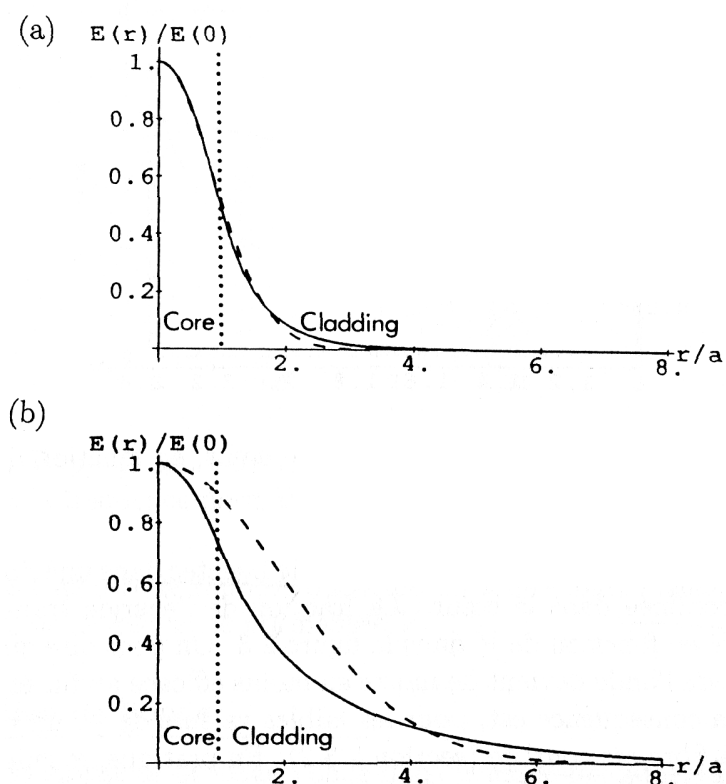 (a)
E(r)/E(0)
1.
0.8
0.6
0.4
0.2
Core Cladding
2. 4. 6. 8. r/a
(b)
E(r)/E(0)
1.
0.8
0.6
0.4
0.2
Core Cladding
2. 4. 6. 8. r/a